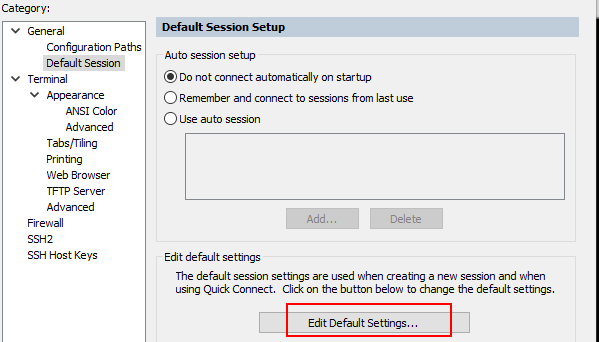 Category:
General
Configuration Paths
Default Session
Terminal
Appearance
ANSI Color
Advanced
Tabs/Tiling
Printing
Web Browser
TFTP Server
Advanced
Firewall
SSH2
SSH Host Keys
Default Session Setup
Auto session setup
Do not connect automatically on startup
Remember and connect to sessions from last use
Use auto session
Add... Delete
Edit default settings
The default session settings are used when creating a new session and when
using Quick Connect. Click on the button below to change the default settings.
Edit Default Settings...